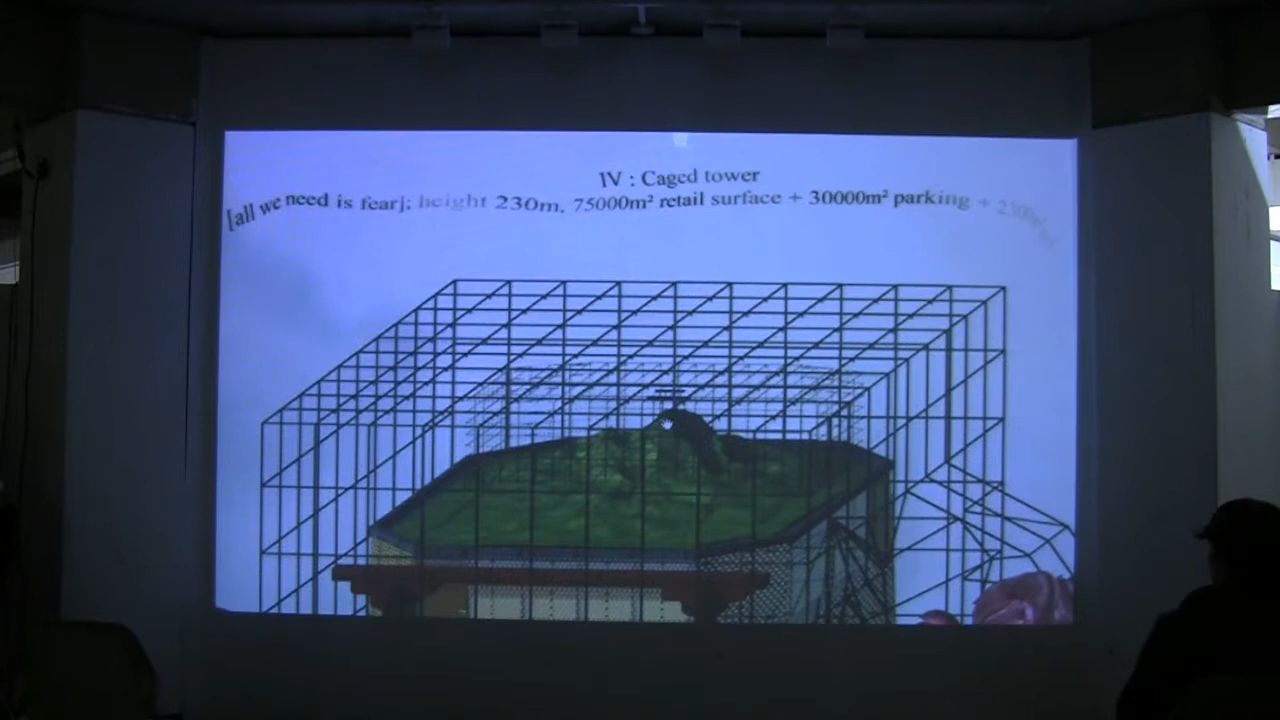 IV : Caged tower
[all we need is fear]; height 230m, 75000m² retail surface + 30000m² parking +